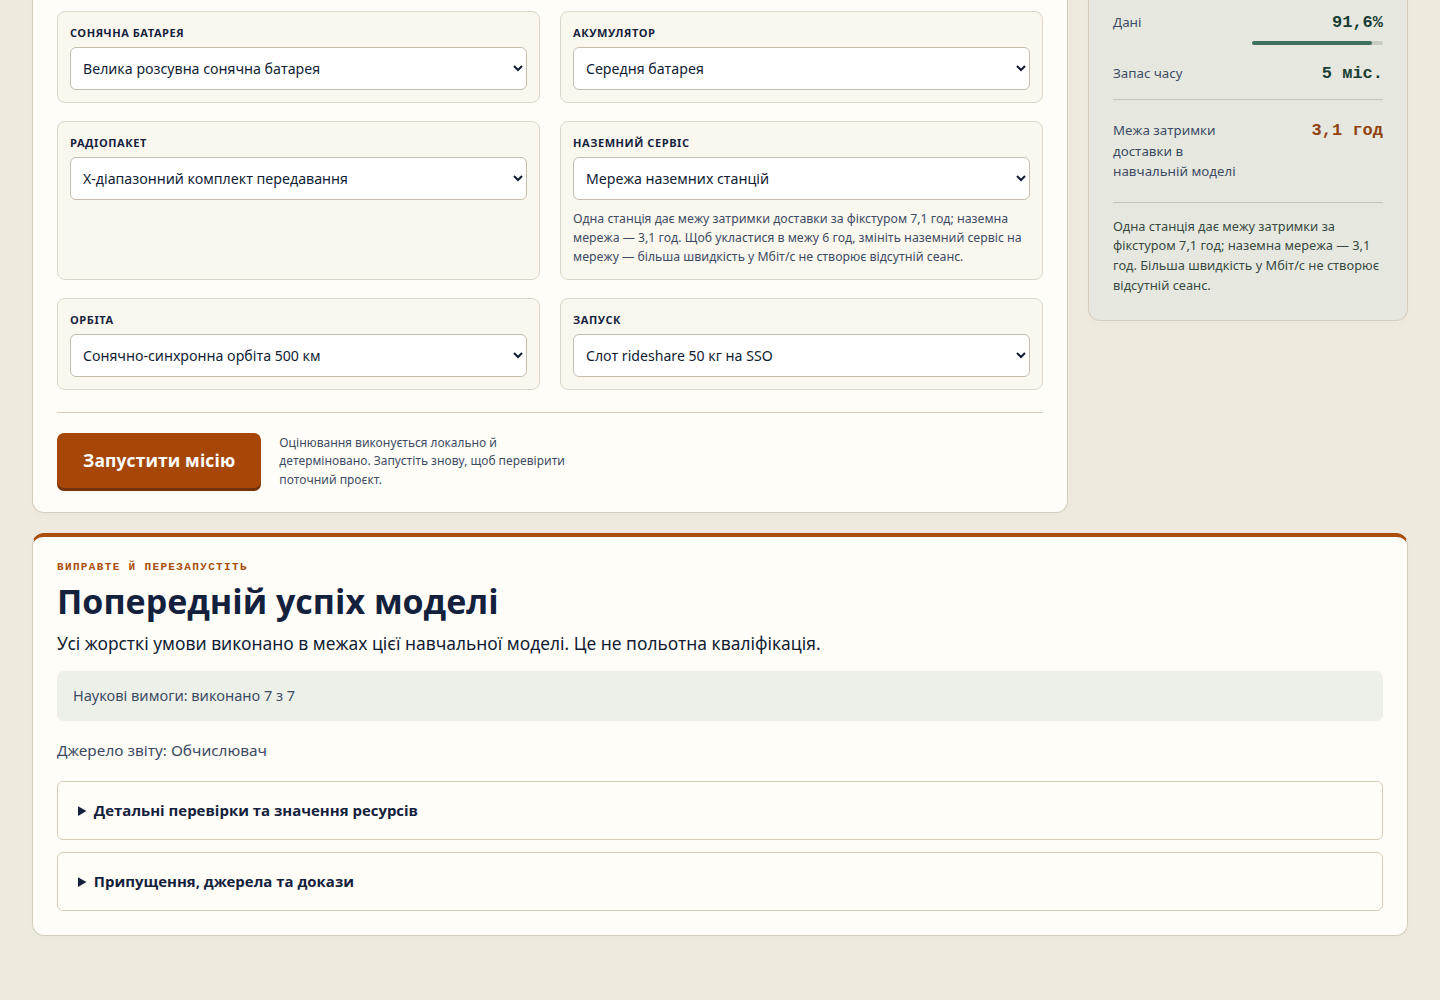 СОНЯЧНА БАТАРЕЯ
Велика розсувна сонячна батарея
АКУМУЛЯТОР
Середня батарея
РАДІОПАКЕТ
Х-діапазонний комплект передавання
НАЗЕМНИЙ СЕРВІС
Мережа наземних станцій
Одна станція дає межу затримки доставки за фікстуром 7,1 год; наземна
мережа — 3,1 год. Щоб укластися в межу 6 год, змініть наземний сервіс на
мережу — більша швидкість у Мбіт/с не створює відсутній сеанс.
ОРБІТА
Сонячно-синхронна орбіта 500 км
ЗАПУСК
Слот rideshare 50 кг на SSO
Запустити місію
Оцінювання виконується локально й
детерміновано. Запустіть знову, щоб перевірити
поточний проєкт.
Дані
91,6%
Запас часу
5 міс.
Межа затримки
доставки в
навчальній моделі
3,1 год
Одна станція дає межу затримки за
фікстуром 7,1 год; наземна мережа — 3,1
год. Більша швидкість у Мбіт/с не створює
відсутній сеанс.
ВИПРАВТЕ Й ПЕРЕЗАПУСТІТЬ
Попередній успіх моделі
Усі жорсткі умови виконано в межах цієї навчальної моделі. Це не польотна кваліфікація.
Наукові вимоги: виконано 7 з 7
Джерело звіту: Обчислювач
Детальні перевірки та значення ресурсів
Припущення, джерела та докази